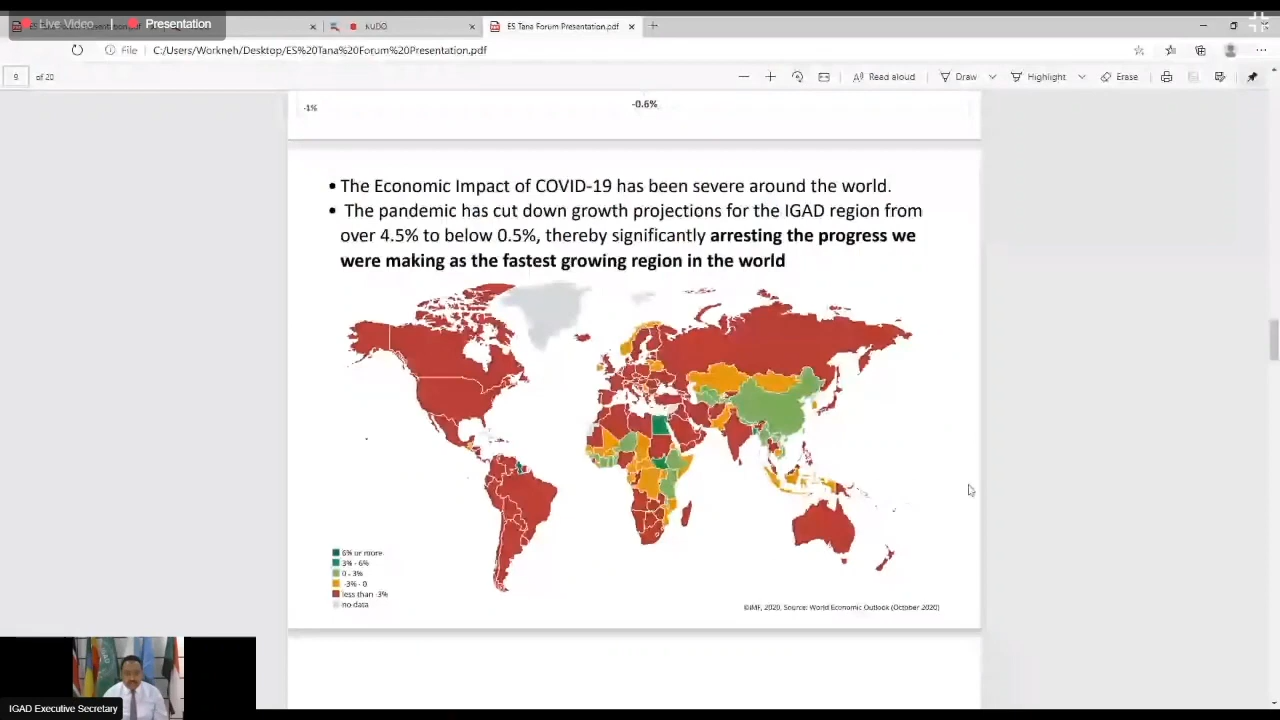 Live Video | Presentation
KUDO
ES Tana Forum Presentation.pdf
File
C:/Users/Workneh/Desktop/ES%20Tana%20Forum%20Presentation.pdf
9 of 20
Read aloud
Draw
Highlight
Erase
-1%
-0.6%
• The Economic Impact of COVID-19 has been severe around the world.
• The pandemic has cut down growth projections for the IGAD region from
over 4.5% to below 0.5%, thereby significantly arresting the progress we
were making as the fastest growing region in the world
6% or more
3% - 6%
0 - 3%
-3% - 0
less than -3%
no data
©IMF, 2020, Source: World Economic Outlook (October 2020)
IGAD Executive Secretary